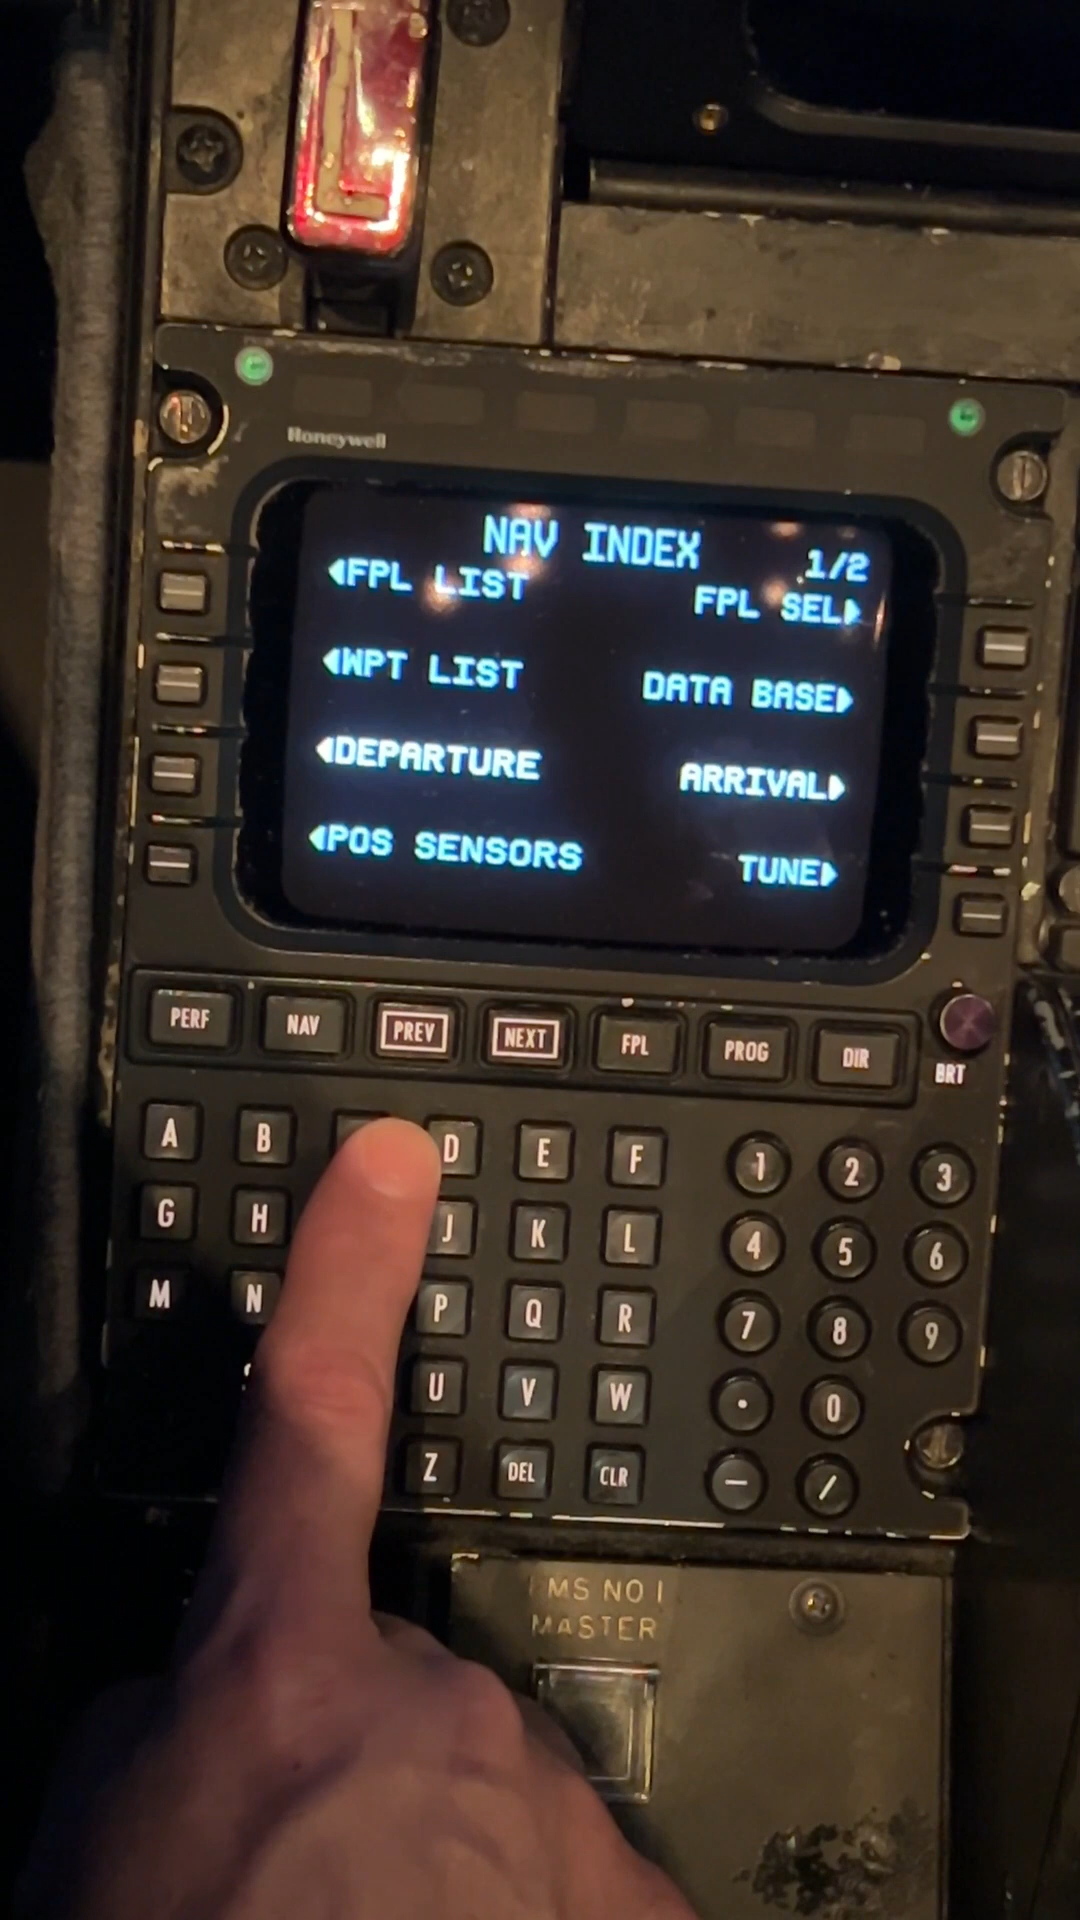 Honeywell
NAV INDEX 1/2
FPL LIST FPL SEL
WPT LIST DATA BASE
DEPARTURE ARRIVAL
POS SENSORS TUNE
PERF NAV PREV NEXT FPL PROG DIR BRT
A B D E F 1 2 3
G H J K L 4 5 6
M N P Q R 7 8 9
U V W . 0
Z DEL CLR - /
MS NO 1
MASTER